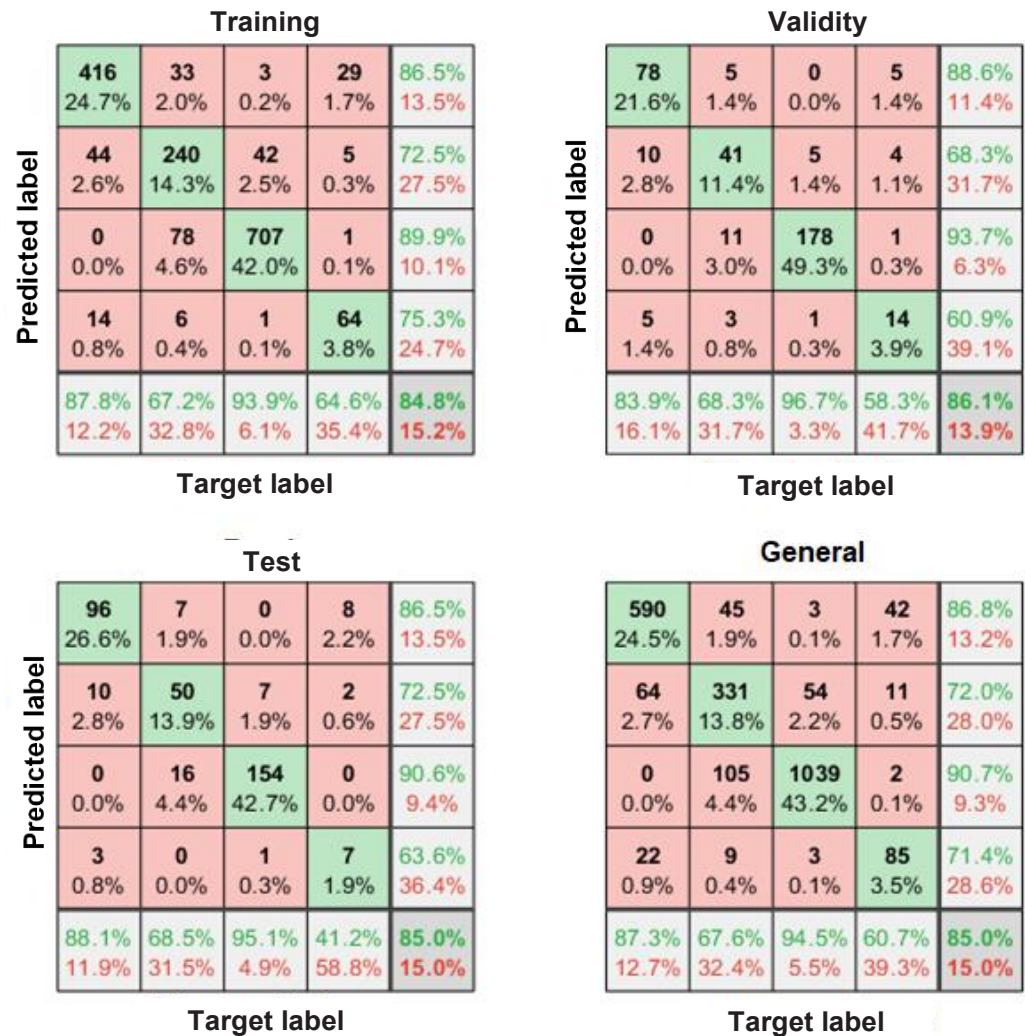 Training
416 33 3 29 86.5%
24.7% 2.0% 0.2% 1.7% 13.5%
44 240 42 5 72.5%
2.6% 14.3% 2.5% 0.3% 27.5%
0 78 707 1 89.9%
0.0% 4.6% 42.0% 0.1% 10.1%
14 6 1 64 75.3%
0.8% 0.4% 0.1% 3.8% 24.7%
87.8% 67.2% 93.9% 64.6% 84.8%
12.2% 32.8% 6.1% 35.4% 15.2%
Predicted label
Target label
Validity
78 5 0 5 88.6%
21.6% 1.4% 0.0% 1.4% 11.4%
10 41 5 4 68.3%
2.8% 11.4% 1.4% 1.1% 31.7%
0 11 178 1 93.7%
0.0% 3.0% 49.3% 0.3% 6.3%
5 3 1 14 60.9%
1.4% 0.8% 0.3% 3.9% 39.1%
83.9% 68.3% 96.7% 58.3% 86.1%
16.1% 31.7% 3.3% 41.7% 13.9%
Predicted label
Target label
Test
96 7 0 8 86.5%
26.6% 1.9% 0.0% 2.2% 13.5%
10 50 7 2 72.5%
2.8% 13.9% 1.9% 0.6% 27.5%
0 16 154 0 90.6%
0.0% 4.4% 42.7% 0.0% 9.4%
3 0 1 7 63.6%
0.8% 0.0% 0.3% 1.9% 36.4%
88.1% 68.5% 95.1% 41.2% 85.0%
11.9% 31.5% 4.9% 58.8% 15.0%
Predicted label
Target label
General
590 45 3 42 86.8%
24.5% 1.9% 0.1% 1.7% 13.2%
64 331 54 11 72.0%
2.7% 13.8% 2.2% 0.5% 28.0%
0 105 1039 2 90.7%
0.0% 4.4% 43.2% 0.1% 9.3%
22 9 3 85 71.4%
0.9% 0.4% 0.1% 3.5% 28.6%
87.3% 67.6% 94.5% 60.7% 85.0%
12.7% 32.4% 5.5% 39.3% 15.0%
Target label